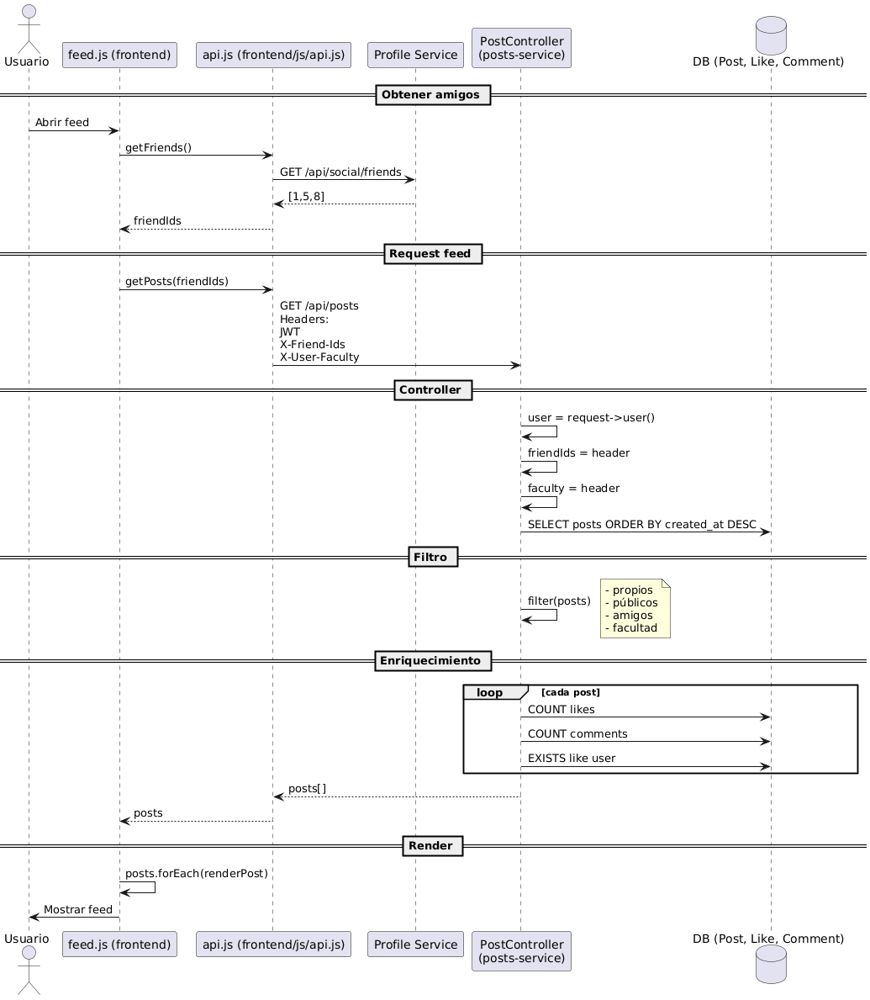 Usuario
feed.js (frontend)
api.js (frontend/js/api.js)
Profile Service
PostController
(posts-service)
DB (Post, Like, Comment)
Obtener amigos
Abrir feed
getFriends()
GET /api/social/friends
[1,5,8]
friendIds
Request feed
getPosts(friendIds)
GET /api/posts
Headers:
JWT
X-Friend-Ids
X-User-Faculty
Controller
user = request->user()
friendIds = header
faculty = header
SELECT posts ORDER BY created_at DESC
Filtro
filter(posts)
- propios
- públicos
- amigos
- facultad
Enriquecimiento
loop
[cada post]
COUNT likes
COUNT comments
EXISTS like user
posts[]
posts
Render
posts.forEach(renderPost)
Mostrar feed
Usuario
feed.js (frontend)
api.js (frontend/js/api.js)
Profile Service
PostController
(posts-service)
DB (Post, Like, Comment)